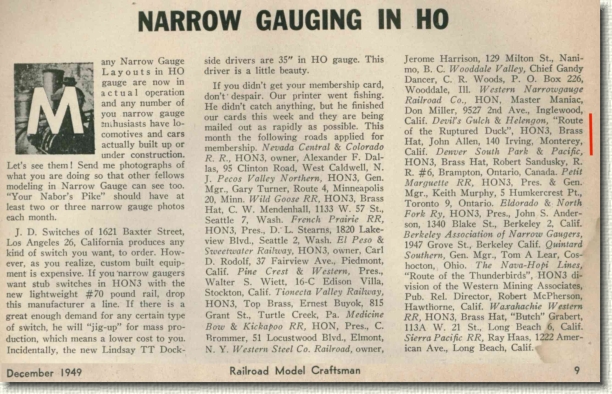 NARROW GAUGING IN HO
M
any Narrow Gauge
Layouts in HO
gauge are now in
actual operation
and any number of
you narrow gauge
enthusiasts have lo-
comotives and cars
actually built up or
under construction.
Let's see them! Send me photographs of
what you are doing so that other fellows
modeling in Narrow Gauge can see too.
"Your Nabor's Pike" should have at
least two or three narrow gauge photos
each month.
J. D. Switches of 1621 Baxter Street,
Los Angeles 26, California produces any
kind of switch you want, to order. How-
ever, as you realize, custom built equip-
ment is expensive. If you narrow gaugers
want stub switches in HON3 with the
new lightweight #70 pound rail, drop
this manufacturer a line. If there is a
great enough demand for any certain type
of switch, he will "jig-up" for mass pro-
duction, which means a lower cost to you.
Incidentally, the new Lindsay TT Dock-
side drivers are 35" in HO gauge. This
driver is a little beauty.
If you didn't get your membership card,
don't despair. Our printer went fishing.
He didn't catch anything, but he finished
our cards this week and they are being
mailed out as rapidly as possible. This
month the following roads applied for
membership. Nevada Central & Colorado
R. R., HON3, owner, Alexander F. Dal-
las, 95 Clinton Road, West Caldwell, N.
J. Pecos Valley Northern, HON3, Gen.
Mgr., Gary Turner, Route 4, Minneapolis
20, Minn. Wild Goose RR, HON3, Brass
Hat, C. W. Mendenhall, 1133 W. 57 St.,
Seattle 7, Wash. French Prairie RR,
HON3, Pres., D. L. Stearns, 1820 Lake-
view Blvd., Seattle 2, Wash. El Paso &
Sweetwater Railway, HON3, owner, Carl
D. Rodolf, 37 Fairview Ave., Piedmont,
Calif. Pine Crest & Western, Pres.,
Walter S. Wiett, 16-C Edison Villa,
Stockton, Calif. Tionecta Valley Railway,
HON3, Top Brass, Ernest Buyok, 815
Grant St., Turtle Creek, Pa. Medicine
Bow & Kickapoo RR, HON, Pres., C.
Brommer, 51 Locustwood Blvd., Elmont,
N. Y. Western Steel Co. Railroad, owner,
Jerome Harrison, 129 Milton St., Nani-
mo, B. C. Wooddale Valley, Chief Gandy
Dancer, C. R. Woods, P. O. Box 226,
Wooddale, Ill. Western Narrowgauge
Railroad Co., HON, Master Maniac,
Don Miller, 9527 2nd Ave., Inglewood,
Calif. Devil's Gulch & Helengon, "Route
of the Ruptured Duck", HON3, Brass
Hat, John Allen, 140 Irving, Monterey,
Calif. Denver South Park & Pacific,
HON3, Brass Hat, Robert Sandusky, R.
R. #6, Brampton, Ontario, Canada. Petit
Marguette RR, HON3, Pres. & Gen.
Mgr., Keith Murphy, 5 Hunkercrest Pt.,
Toronto 9, Ontario. Eldorado & North
Fork Ry, HON3, Pres., John S. Ander-
son, 1340 Blake St., Berkeley 2, Calif.
Berkeley Association of Narrow Gaugers,
1947 Grove St., Berkeley Calif. Quintard
Southern, Gen. Mgr., Tom A Lear, Cos-
hocton, Ohio. The Nava-Hopi Lines,
"Route of the Thunderbirds", HON3 di-
vision of the Western Mining Associates,
Pub. Rel. Director, Robert McPherson,
Hawthorne, Calif. Waxahachie Western
RR, HON3, Brass Hat, "Butch" Grabert,
113A W. 21 St., Long Beach 6, Calif.
Sierra Pacific RR, Ray Haas, 1222 Amer-
ican Ave., Long Beach, Calif.
December 1949
Railroad Model Craftsman
9